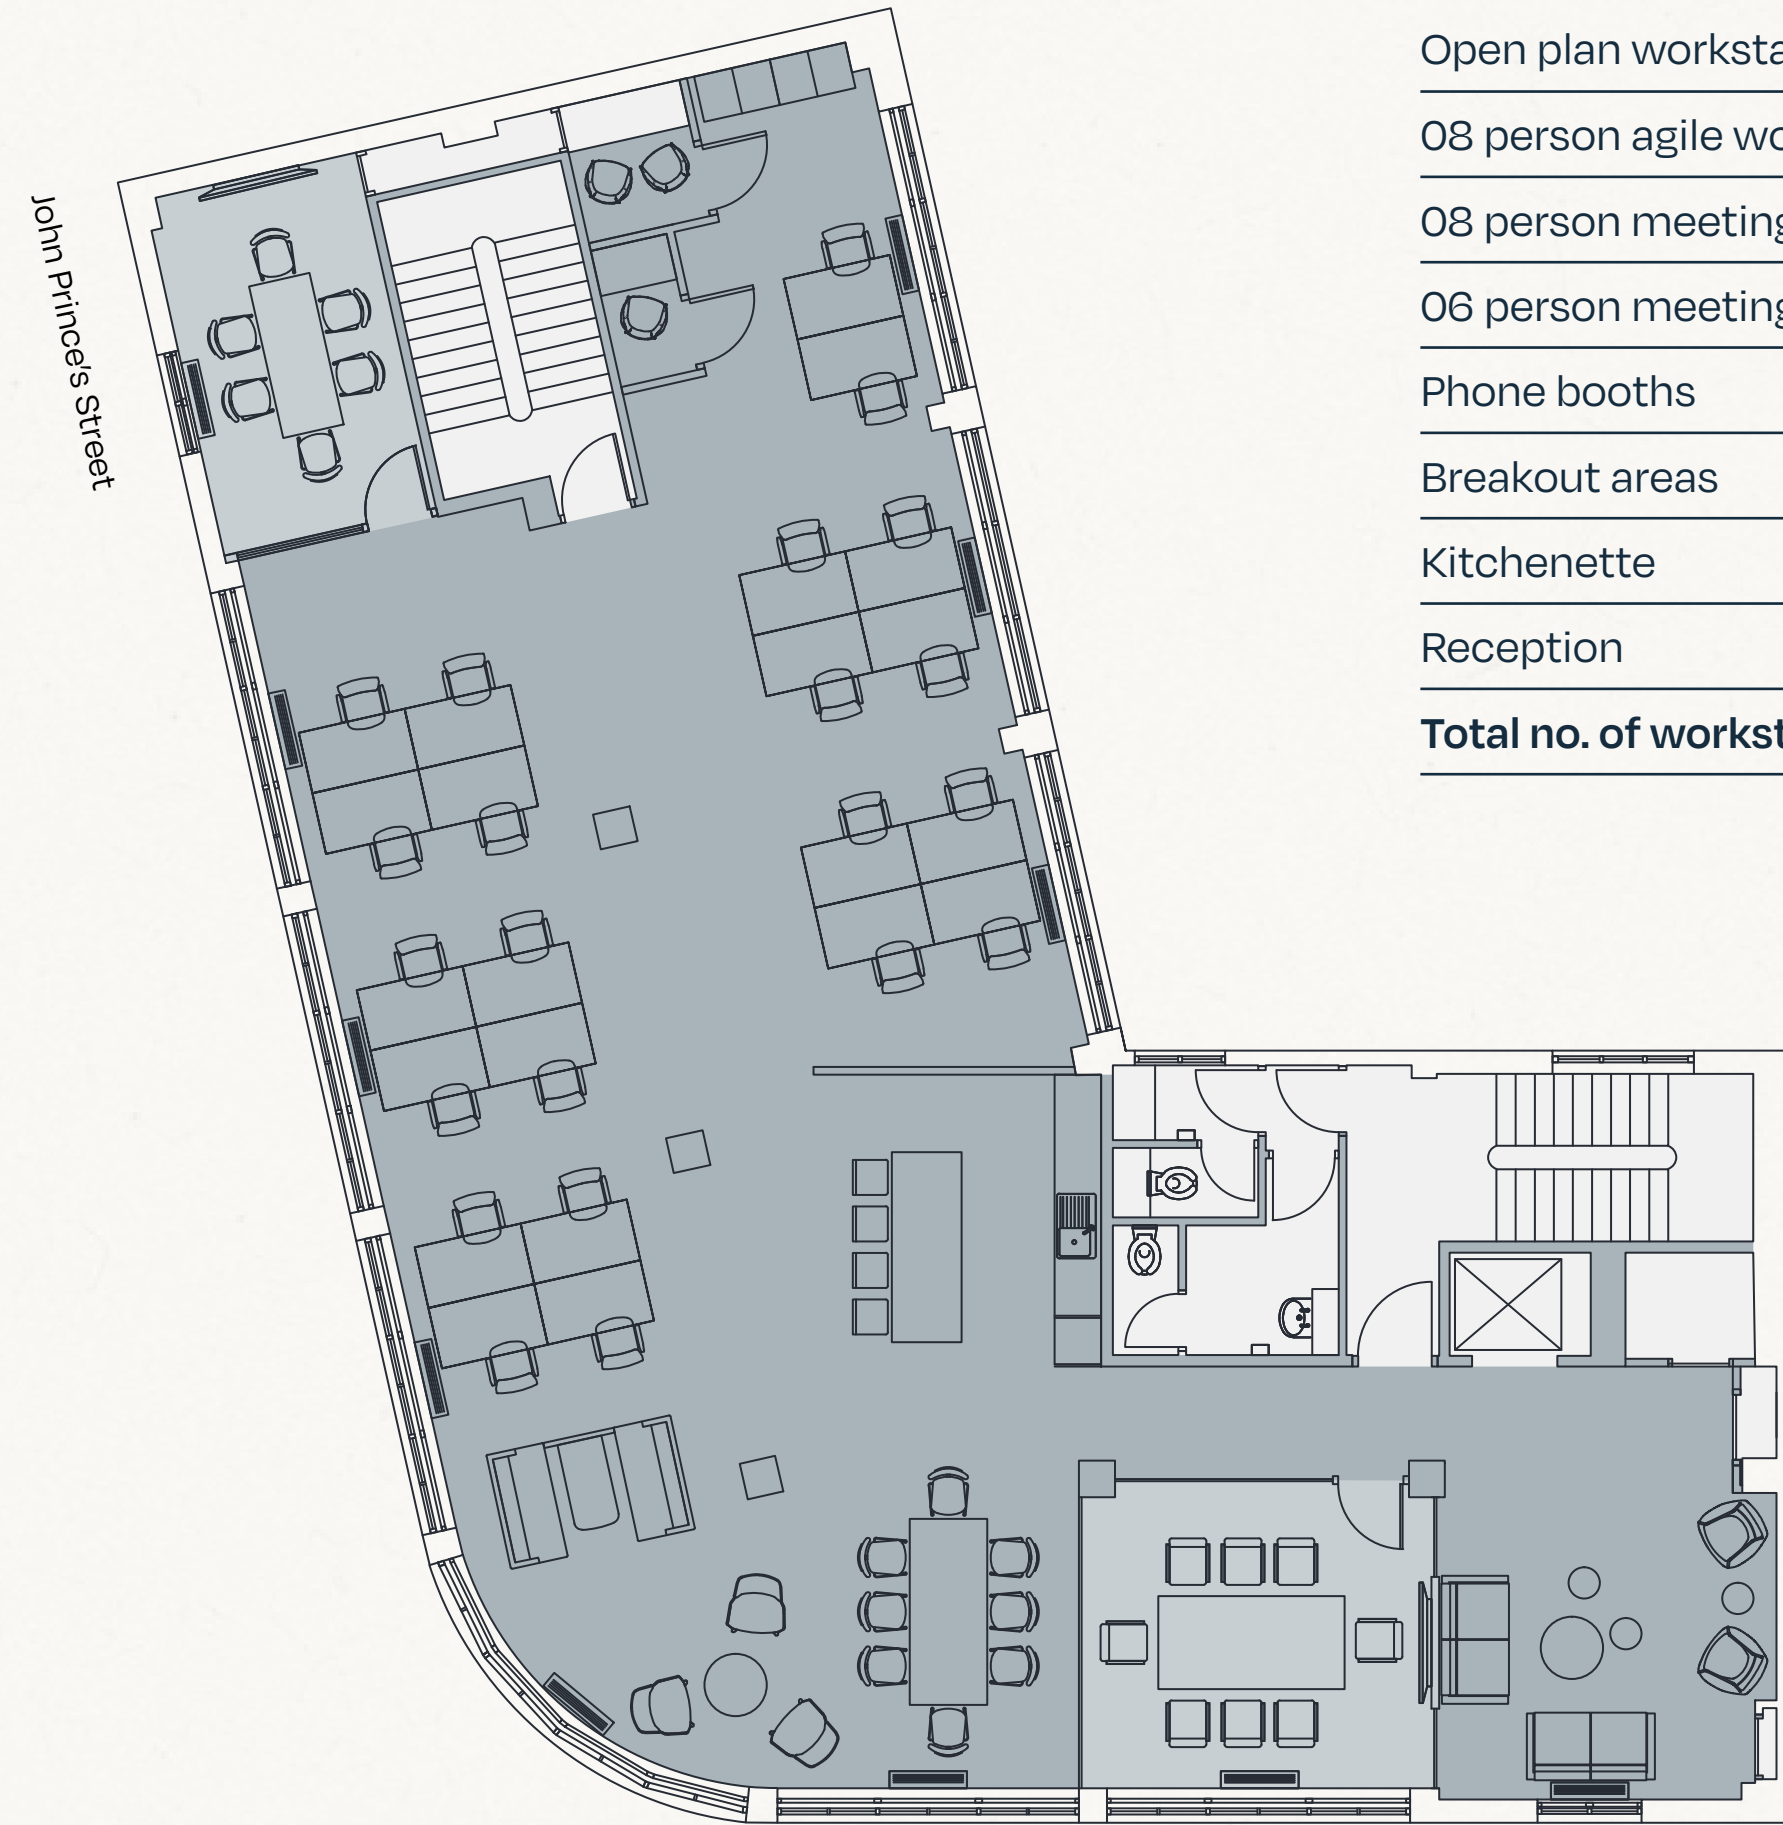 John Prince's Street
Open plan worksta
08 person agile wo
08 person meeting
06 person meeting
Phone booths
Breakout areas
Kitchenette
Reception
Total no. of workst